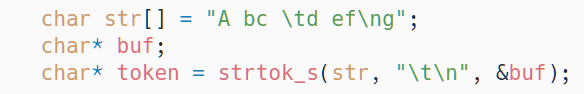 char str[] = "A bc \td ef\ng";
char* buf;
char* token = strtok_s(str, "\t\n", &buf);